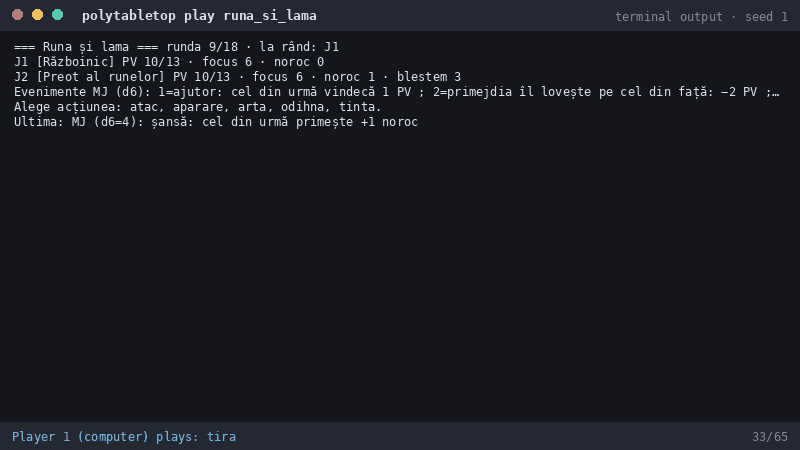 polytabletop play runa_si_lama
terminal output · seed 1
=== Runa și lama === runda 9/18 · la rând: J1
J1 [Războinic] PV 10/13 · focus 6 · noroc 0
J2 [Preot al runelor] PV 10/13 · focus 6 · noroc 1 · blestem 3
Evenimente MJ (d6): 1=ajutor: cel din urmă vindecă 1 PV ; 2=primejdia îl lovește pe cel din față: −2 PV ;…
Alege acțiunea: atac, aparare, arta, odihna, tinta.
Ultima: MJ (d6=4): șansă: cel din urmă primește +1 noroc
Player 1 (computer) plays: tira
33/65